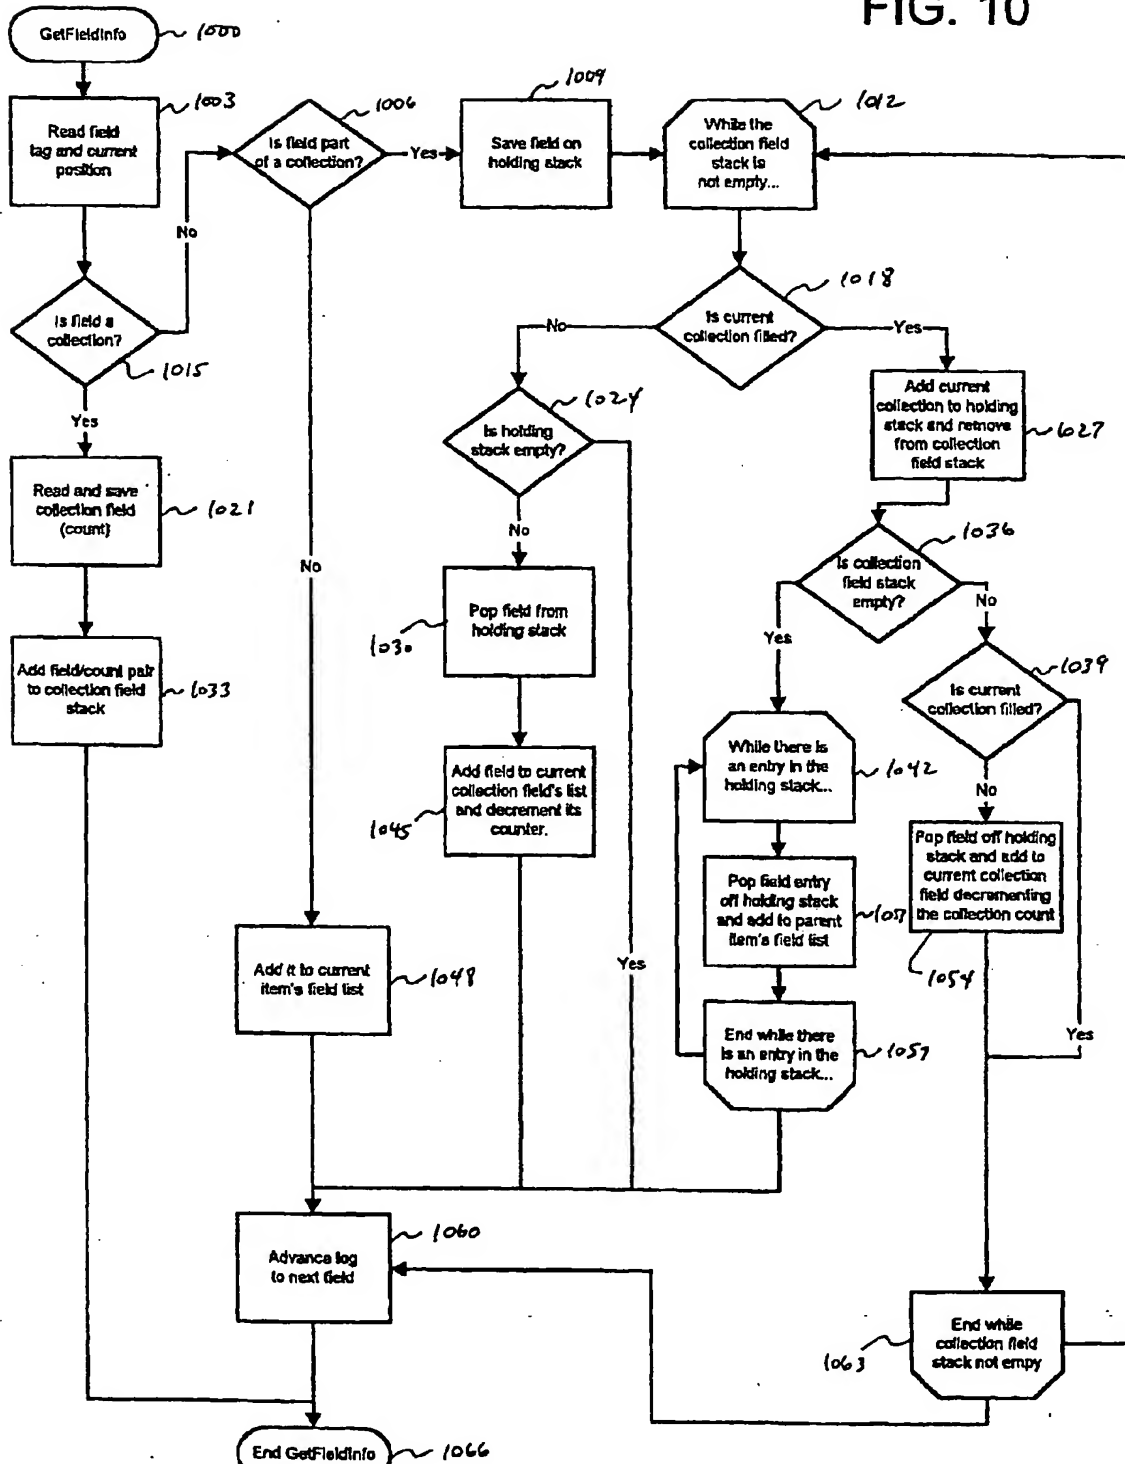 FIG. 10
GetFieldInfo
1000
Read field
tag and current
position
1003
Is field part
of a collection?
1006
Yes
Save field on
holding stack
1009
While the
collection field
stack is
not empty...
1012
No
Is field a
collection?
1015
Yes
Is current
collection filled?
1018
No
Yes
Is holding
stack empty?
1024
Add current
collection to holding
stack and remove
from collection
field stack
1027
Read and save
collection field
(count)
1021
No
No
Is collection
field stack
empty?
1036
No
Yes
Pop field from
holding stack
1030
Add field/count pair
to collection field
stack
1033
Is current
collection filled?
1039
While there is
an entry in the
holding stack...
1042
No
Add field to current
collection field's list
and decrement its
counter.
1045
Pop field off holding
stack and add to
current collection
field decrementing
the collection count
1054
Pop field entry
off holding stack
and add to parent
item's field list
Yes
Add it to current
item's field list
1048
End while there
is an entry in the
holding stack...
1057
Yes
Advance log
to next field
1060
End while
collection field
stack not empy
1063
End GetFieldInfo
1066